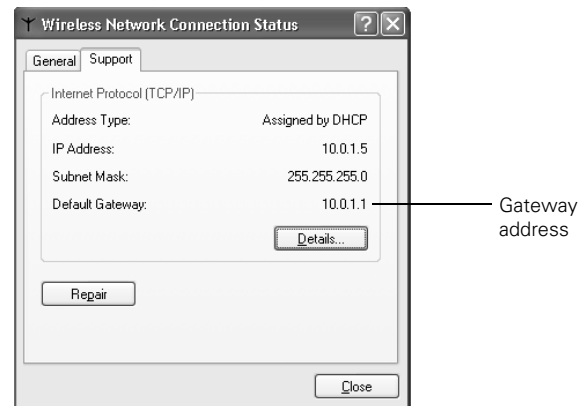 Wireless Network Connection Status
General Support
Internet Protocol (TCP/IP)
Address Type: Assigned by DHCP
IP Address: 10.0.1.5
Subnet Mask: 255.255.255.0
Default Gateway: 10.0.1.1
Gateway
address
Details...
Repair
Close